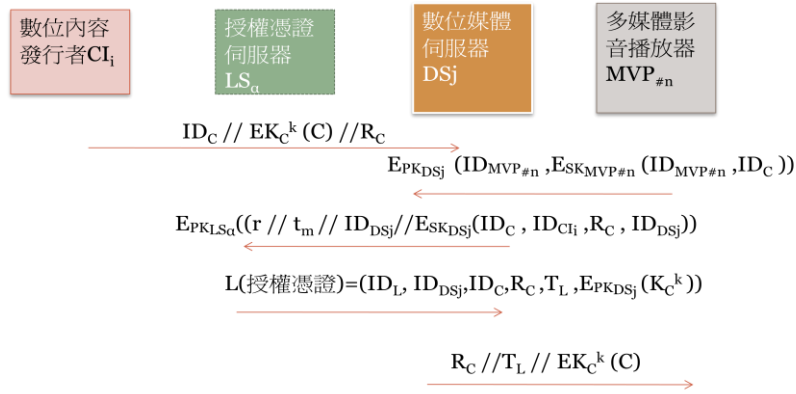 數位內容
發行者CIᵢ
授權憑證
伺服器
LSα
數位媒體
伺服器
DSj
多媒體影
音播放器
MVP#n
IDC // EKCᵏ (C) //RC
EPKDSj (IDMVP#n ,ESKMVP#n (IDMVP#n ,IDC ))
EPKLSα((r // tm // IDDSj//ESKDSj(IDC , IDCIi ,RC , IDDSj))
L(授權憑證)=(IDL, IDDSj,IDC,RC ,TL ,EPKDSj (KCᵏ ))
RC //TL // EKCᵏ (C)